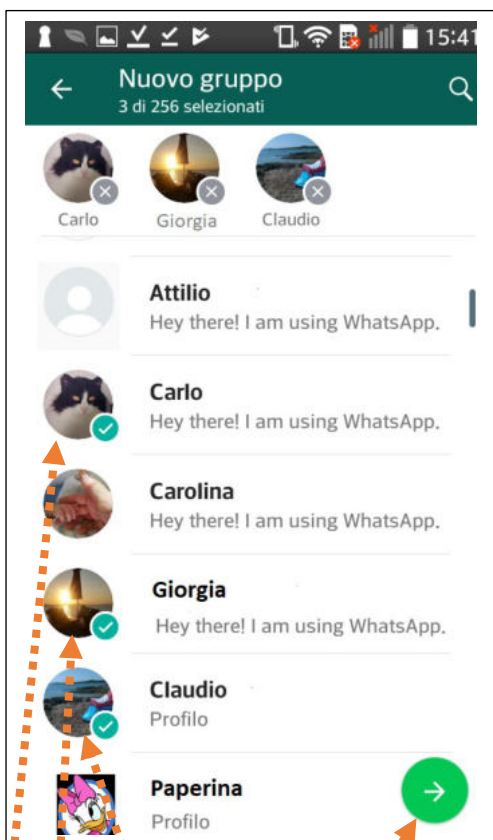 15:41
Nuovo gruppo
3 di 256 selezionati
Carlo
Giorgia
Claudio
Attilio
Hey there! I am using WhatsApp.
Carlo
Hey there! I am using WhatsApp.
Carolina
Hey there! I am using WhatsApp.
Giorgia
Hey there! I am using WhatsApp.
Claudio
Profilo
Paperina
Profilo